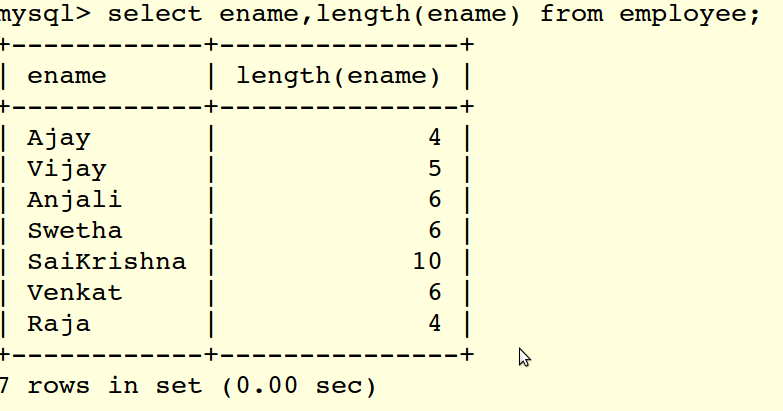 mysql> select ename,length(ename) from employee;
+------------+---------------+
| ename      | length(ename) |
+------------+---------------+
| Ajay       |             4 |
| Vijay      |             5 |
| Anjali     |             6 |
| Swetha     |             6 |
| SaiKrishna |            10 |
| Venkat     |             6 |
| Raja       |             4 |
+------------+---------------+
7 rows in set (0.00 sec)